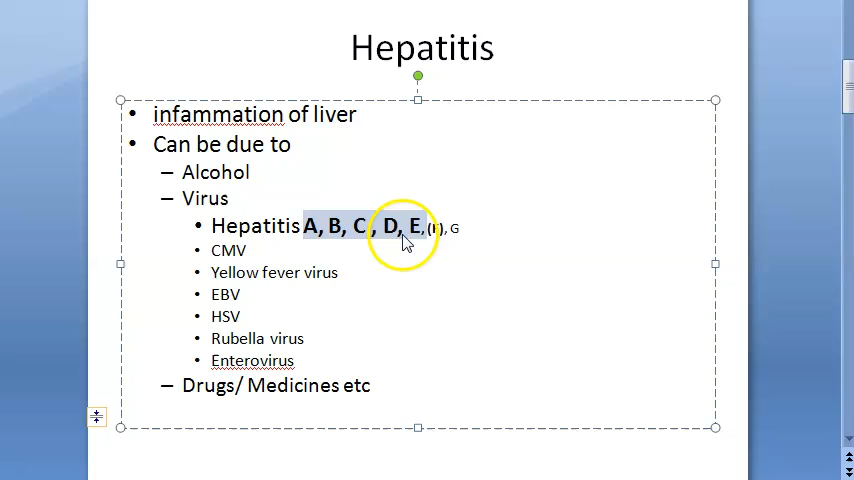 Hepatitis
• infammation of liver
• Can be due to
– Alcohol
– Virus
• Hepatitis A, B, C , D, E, (F), G
• CMV
• Yellow fever virus
• EBV
• HSV
• Rubella virus
• Enterovirus
– Drugs/ Medicines etc